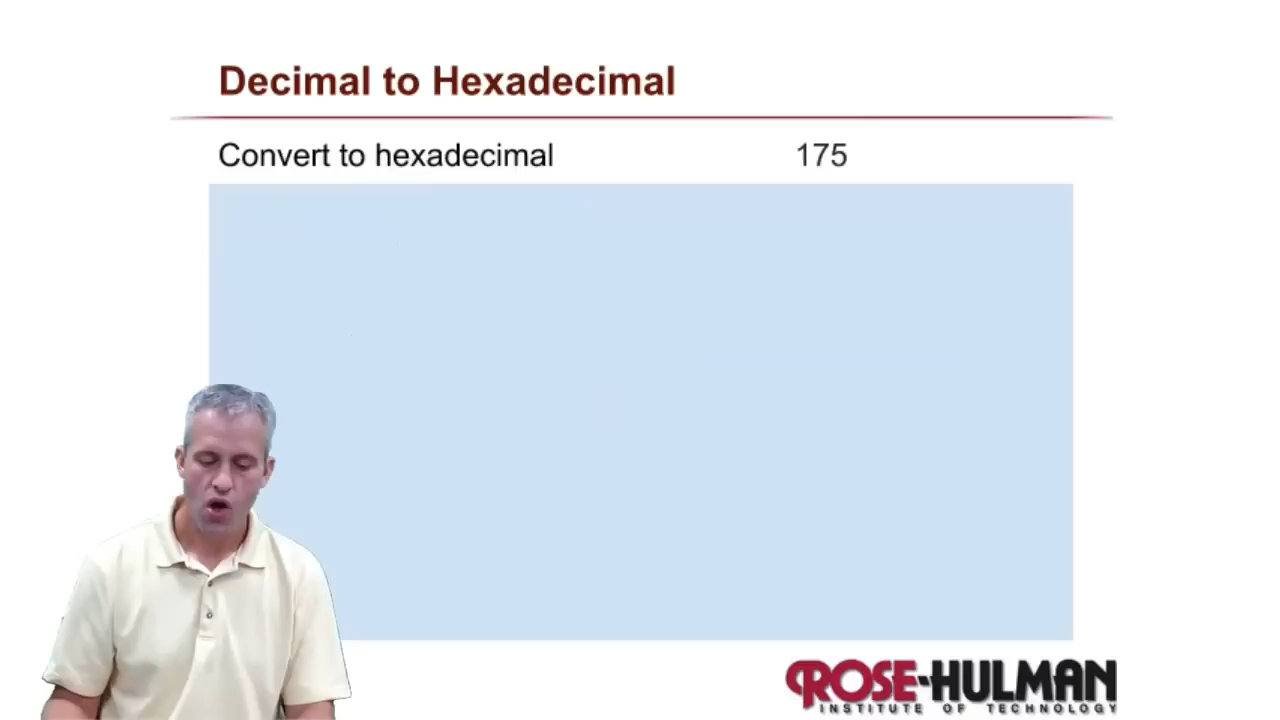 Decimal to Hexadecimal
Convert to hexadecimal 175
ROSE-HULMAN
INSTITUTE OF TECHNOLOGY